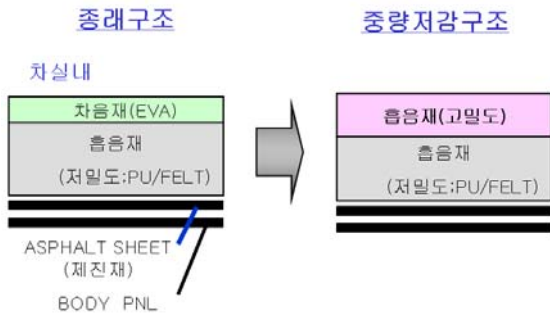 종래구조
중량저감구조
차실내
차음재(EVA)
흡음재
(저밀도:PU/FELT)
ASPHALT SHEET
(제진재)
BODY PNL
흡음재(고밀도)
흡음재
(저밀도:PU/FELT)